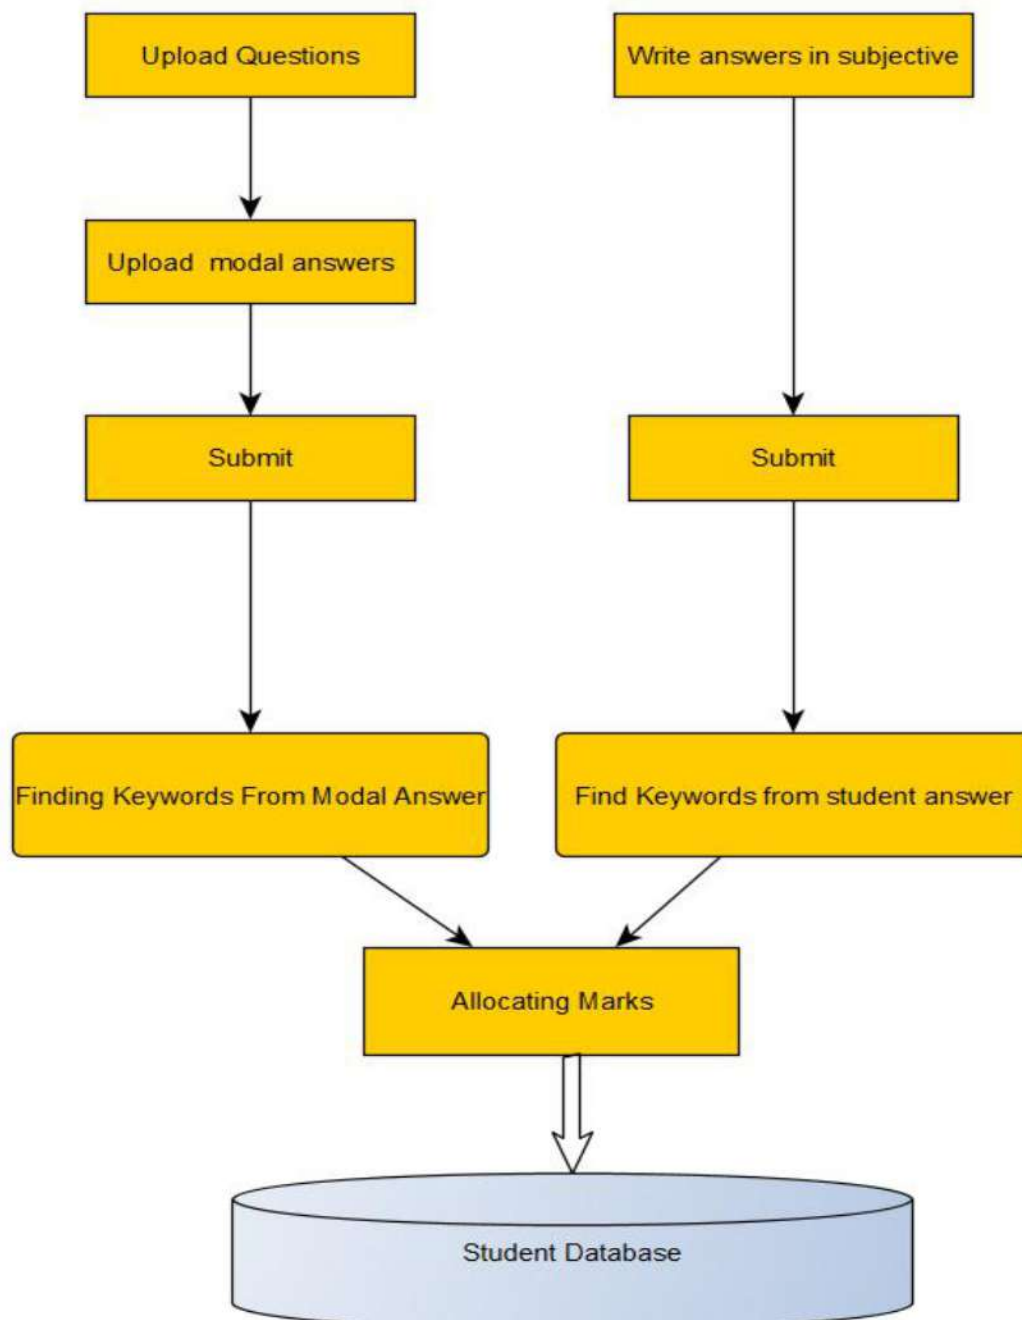 Upload Questions
Write answers in subjective
Upload  modal answers
Submit
Submit
Finding Keywords From Modal Answer
Find Keywords from student answer
Allocating Marks
Student Database